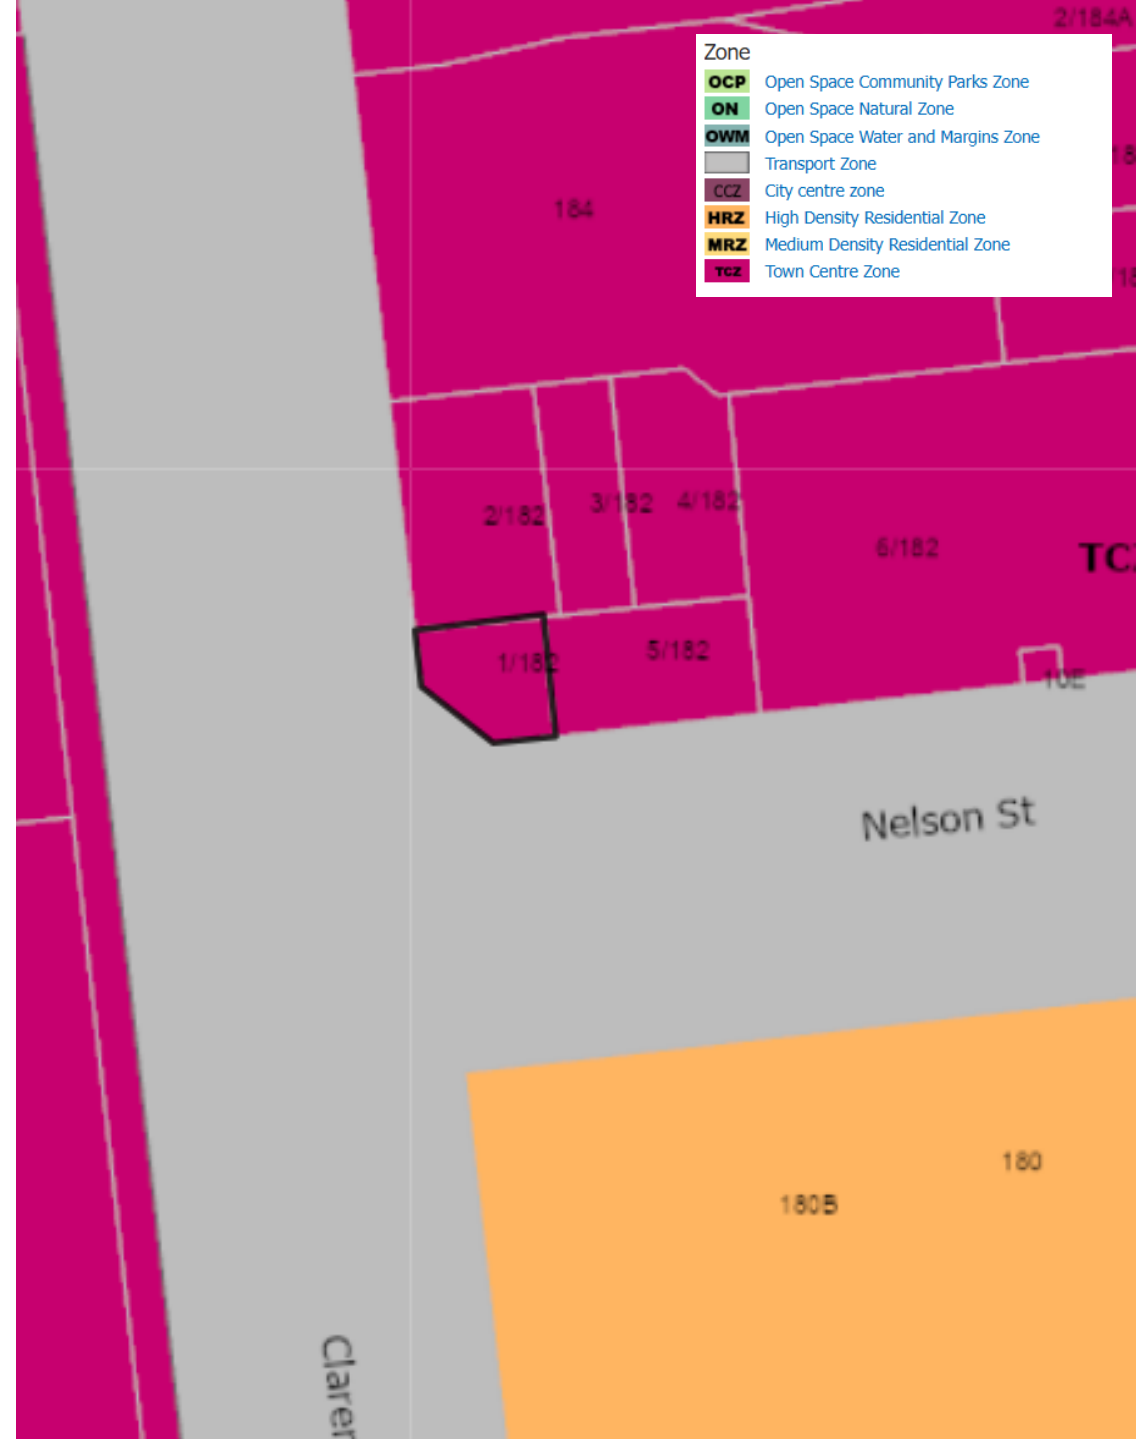 2/184A
Zone
OCP Open Space Community Parks Zone
ON Open Space Natural Zone
OWM Open Space Water and Margins Zone
Transport Zone
CCZ City centre zone
HRZ High Density Residential Zone
MRZ Medium Density Residential Zone
TCZ Town Centre Zone
184
2/182
3/182
4/182
6/182
1/182
5/182
10E
Nelson St
180
180B